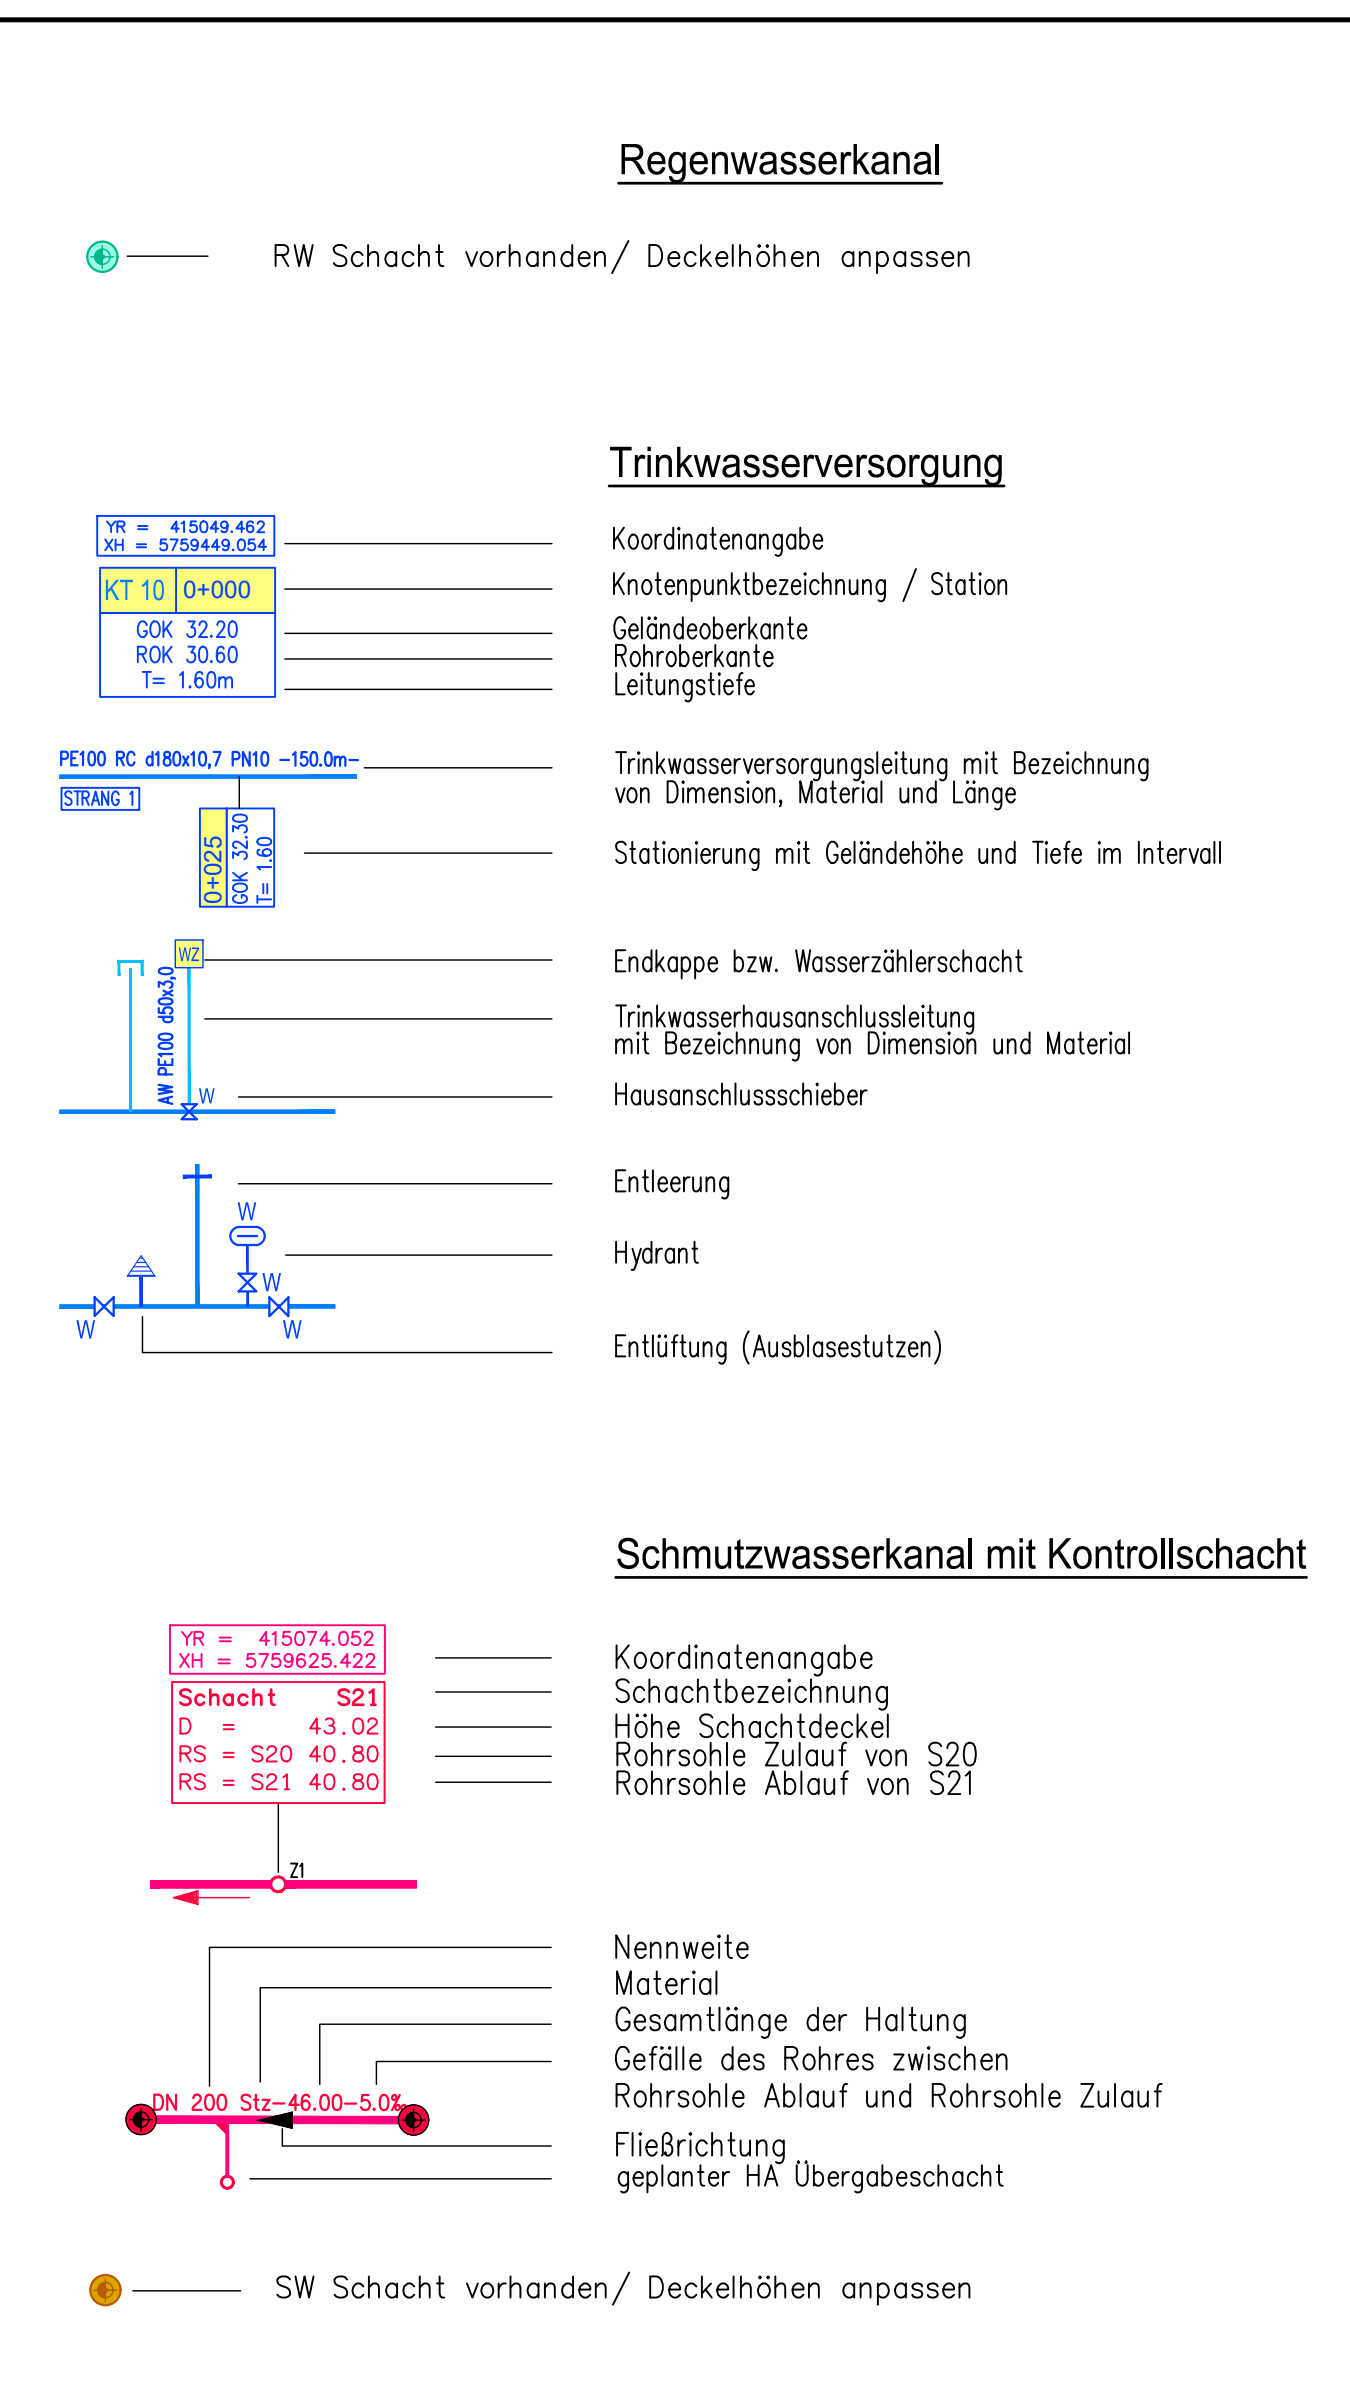 Regenwasserkanal
RW Schacht vorhanden/ Deckelhöhen anpassen
Trinkwasserversorgung
YR = 415049.462
XH = 5759449.054
Koordinatenangabe
KT 10 0+000
Knotenpunktbezeichnung / Station
GOK 32.20
Geländeoberkante
ROK 30.60
Rohroberkante
T= 1.60m
Leitungstiefe
PE100 RC d180x10,7 PN10 -150.0m-
Trinkwasserversorgungsleitung mit Bezeichnung
von Dimension, Material und Länge
STRANG 1
0+025
GOK 32.30
T= 1.60
Stationierung mit Geländehöhe und Tiefe im Intervall
WZ
Endkappe bzw. Wasserzählerschacht
AW PE100 d50x3,0
Trinkwasserhausanschlussleitung
mit Bezeichnung von Dimension und Material
W
Hausanschlussschieber
Entleerung
W
Hydrant
W
W
W
Entlüftung (Ausblasestutzen)
Schmutzwasserkanal mit Kontrollschacht
YR = 415074.052
XH = 5759625.422
Koordinatenangabe
Schacht S21
Schachtbezeichnung
D = 43.02
Höhe Schachtdeckel
RS = S20 40.80
Rohrsohle Zulauf von S20
RS = S21 40.80
Rohrsohle Ablauf von S21
Z1
Nennweite
Material
Gesamtlänge der Haltung
Gefälle des Rohres zwischen
Rohrsohle Ablauf und Rohrsohle Zulauf
DN 200 Stz-46.00-5.0‰
Fließrichtung
geplanter HA Übergabeschacht
SW Schacht vorhanden/ Deckelhöhen anpassen